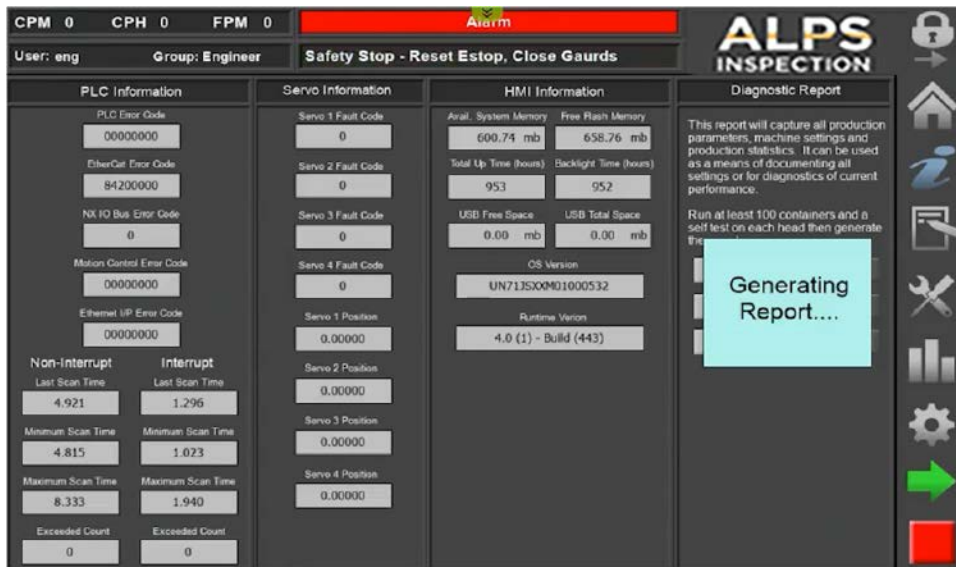 CPM 0 CPH 0 FPM 0
Alarm
ALPS
INSPECTION
User: eng Group: Engineer
Safety Stop - Reset Estop, Close Gaurds
PLC Information
PLC Error Code
00000000
EtherCat Error Code
84200000
NX IO Bus Error Code
0
Motion Control Error Code
00000000
Ethernet I/P Error Code
00000000
Non-Interrupt Interrupt
Last Scan Time Last Scan Time
4.921 1.296
Minimum Scan Time Minimum Scan Time
4.815 1.023
Maximum Scan Time Maximum Scan Time
8.333 1.940
Exceeded Count Exceeded Count
0 0
Servo Information
Servo 1 Fault Code
0
Servo 2 Fault Code
0
Servo 3 Fault Code
0
Servo 4 Fault Code
0
Servo 1 Position
0.00000
Servo 2 Position
0.00000
Servo 3 Position
0.00000
Servo 4 Position
0.00000
HMI Information
Avail. System Memory Free Flash Memory
600.74 mb 658.76 mb
Total Up Time (hours) Backlight Time (hours)
953 952
USB Free Space USB Total Space
0.00 mb 0.00 mb
OS Version
UN71JSXXM01000532
Runtime Verion
4.0 (1) - Build (443)
Diagnostic Report
This report will capture all production
parameters, machine settings and
production statistics. It can be used
as a means of documenting all
settings or for diagnostics of current
performance.
Run at least 100 containers and a
self test on each head then generate
Generating
Report....